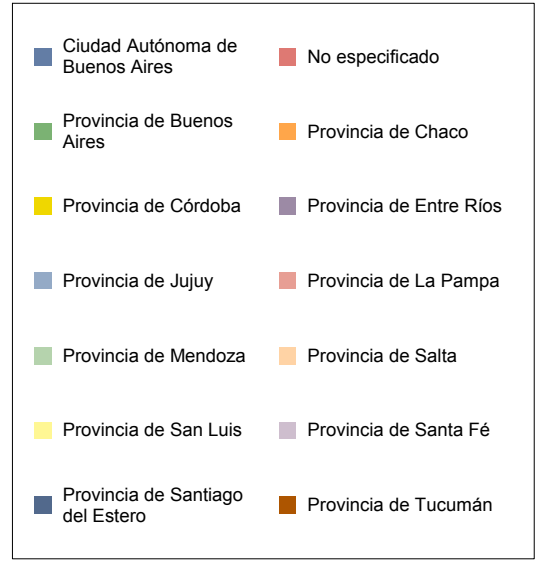 Ciudad Autónoma de
Buenos Aires
No especificado
Provincia de Buenos
Aires
Provincia de Chaco
Provincia de Córdoba
Provincia de Entre Ríos
Provincia de Jujuy
Provincia de La Pampa
Provincia de Mendoza
Provincia de Salta
Provincia de San Luis
Provincia de Santa Fé
Provincia de Santiago
del Estero
Provincia de Tucumán